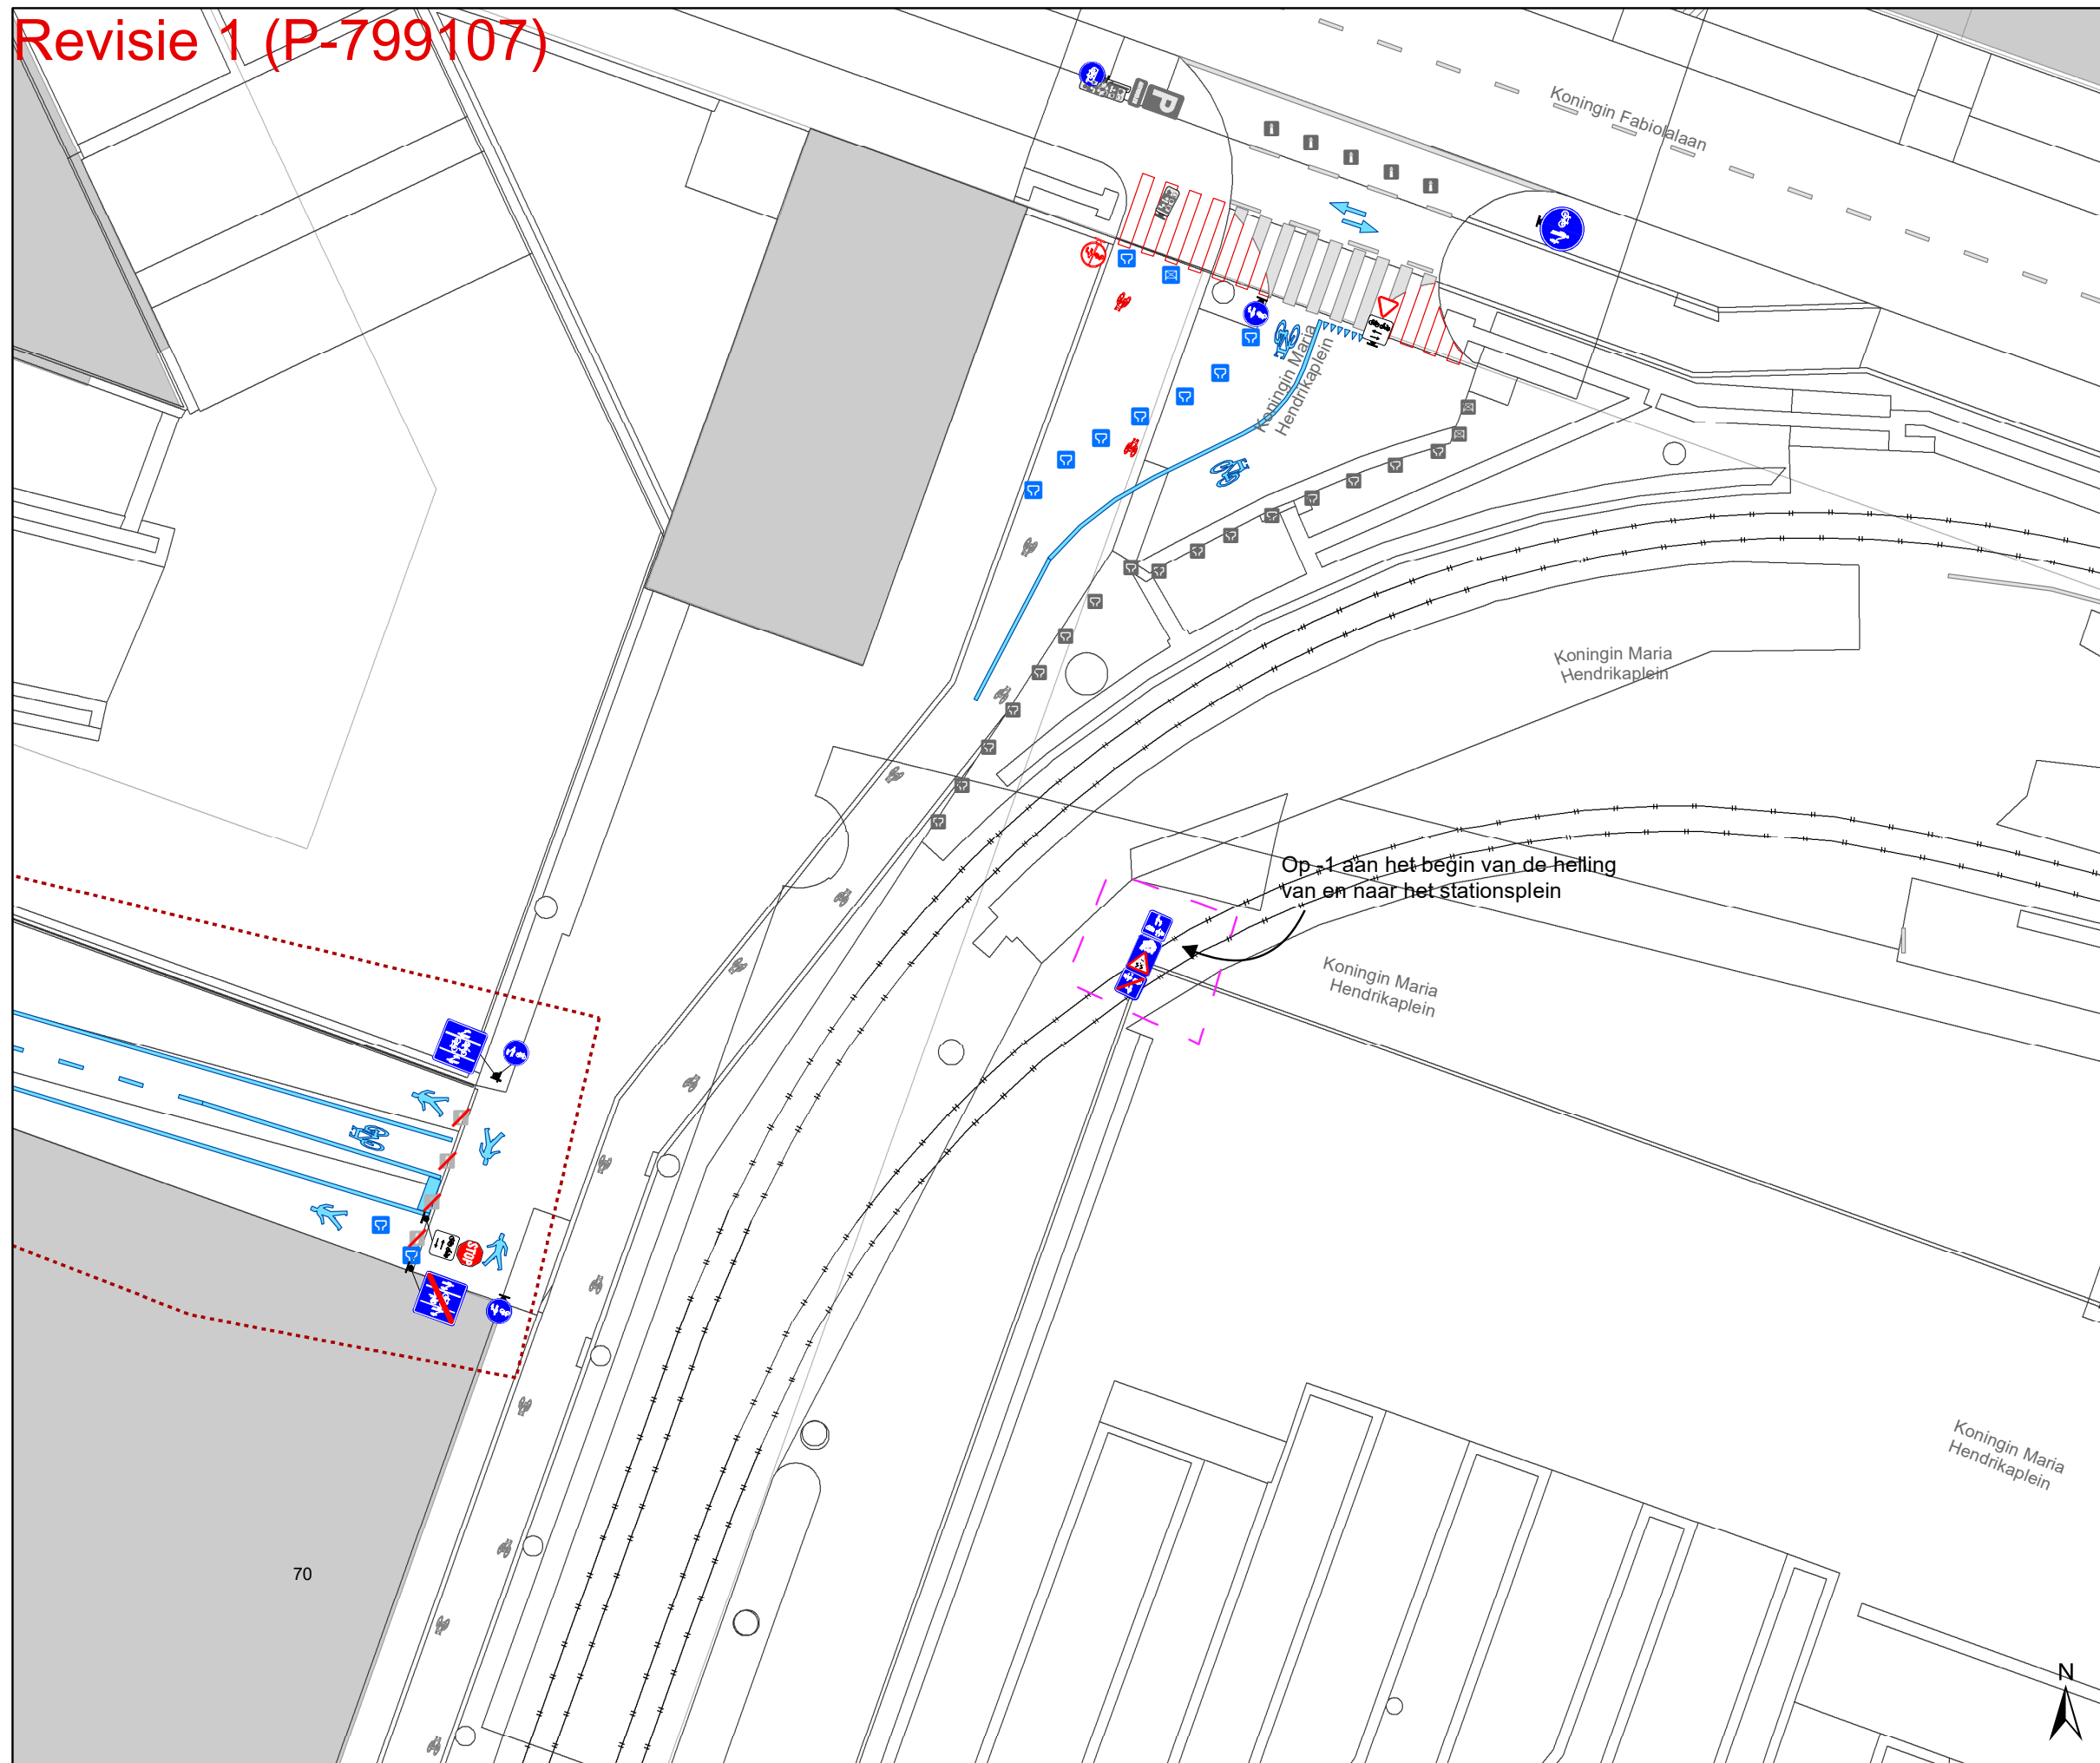 Revisie 1 (P-799107)
P
Koningin Fabiolalaan
Koningin Maria
Hendrikaplein
Koningin Maria
Hendrikaplein
Op -1 aan het begin van de helling
van en naar het stationsplein
Koningin Maria
Hendrikaplein
STOP
Koningin Maria
Hendrikaplein
70
N